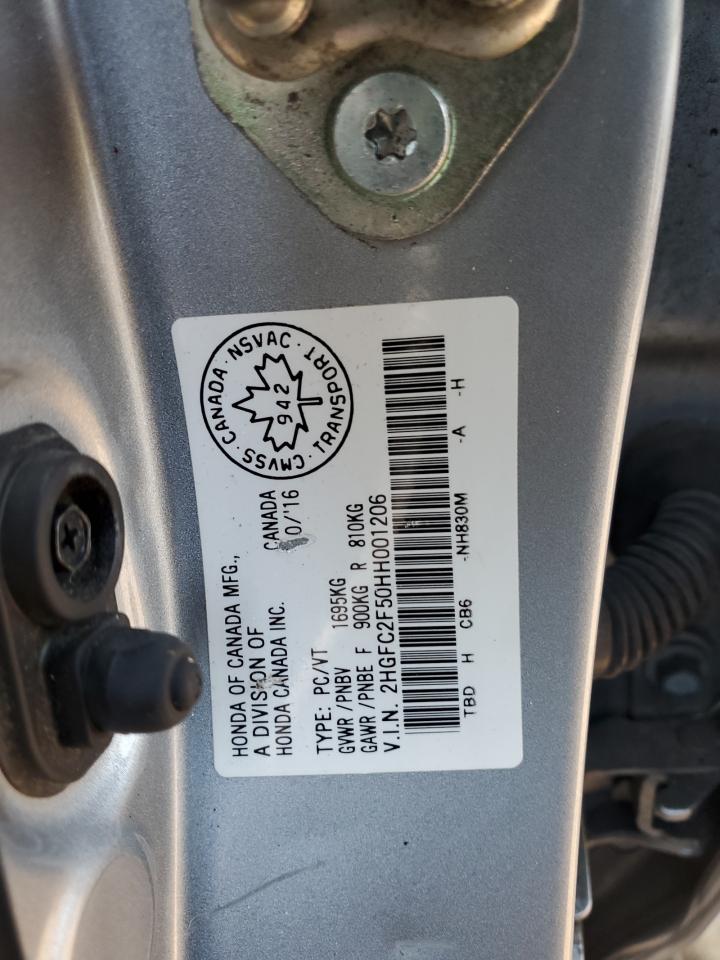 CANADA · NSVAC · TRANSPORT · CMVSS ·
942
HONDA OF CANADA MFG.,
A DIVISION OF CANADA
HONDA CANADA INC. 0/'16
TYPE: PC/VT
GVWR /PNBV 1695KG
GAWR /PNBE F 900KG R 810KG
V.I.N. 2HGFC2F50HH001206
TBD H CB6 -NH830M -A -H